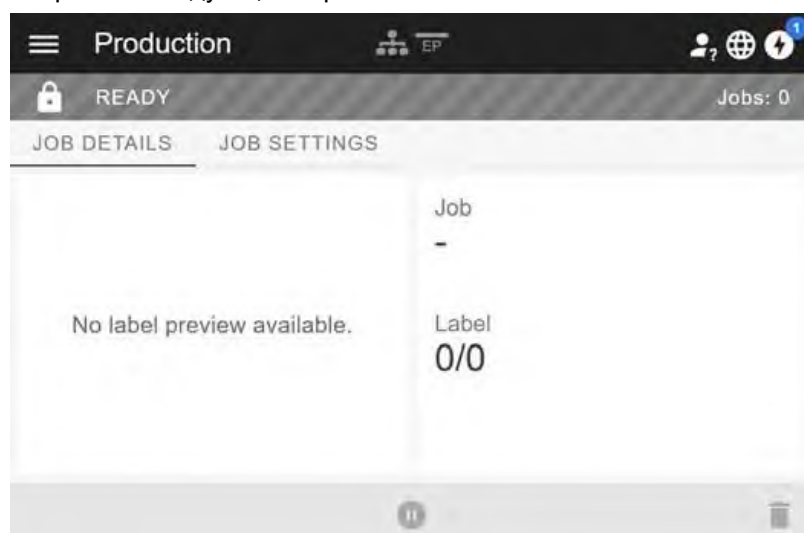 Production EP ? 1
READY Jobs: 0
JOB DETAILS JOB SETTINGS
Job
-
No label preview available.
Label
0/0